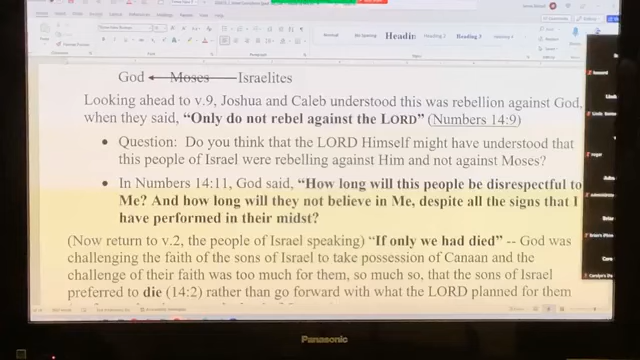 Headin
God Moses Israelites
Looking ahead to v.9, Joshua and Caleb understood this was rebellion against God,
when they said, “Only do not rebel against the LORD” (Numbers 14:9)
• Question: Do you think that the LORD Himself might have understood that
this people of Israel were rebelling against Him and not against Moses?
• In Numbers 14:11, God said, “How long will this people be disrespectful to
Me? And how long will they not believe in Me, despite all the signs that I
have performed in their midst?
(Now return to v.2, the people of Israel speaking) “If only we had died” -- God was
challenging the faith of the sons of Israel to take possession of Canaan and the
challenge of their faith was too much for them, so much so, that the sons of Israel
preferred to die (14:2) rather than go forward with what the LORD planned for them
Panasonic